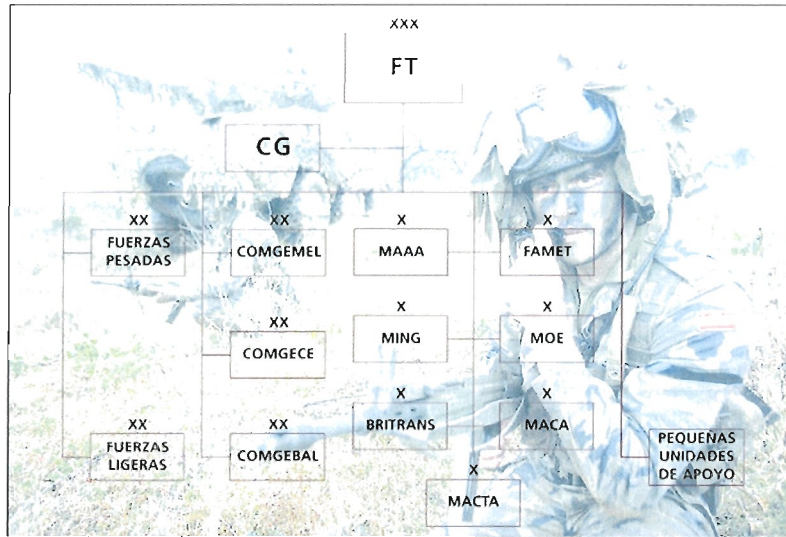 XXX
FT
CG
XX
FUERZAS
PESADAS
XX
COMGEMEL
X
MAAA
X
FAMET
XX
COMGECE
X
MING
X
MOE
XX
FUERZAS
LIGERAS
XX
COMGEBAL
X
BRITRANS
X
MACA
PEQUEÑAS
UNIDADES
DE APOYO
X
MACTA